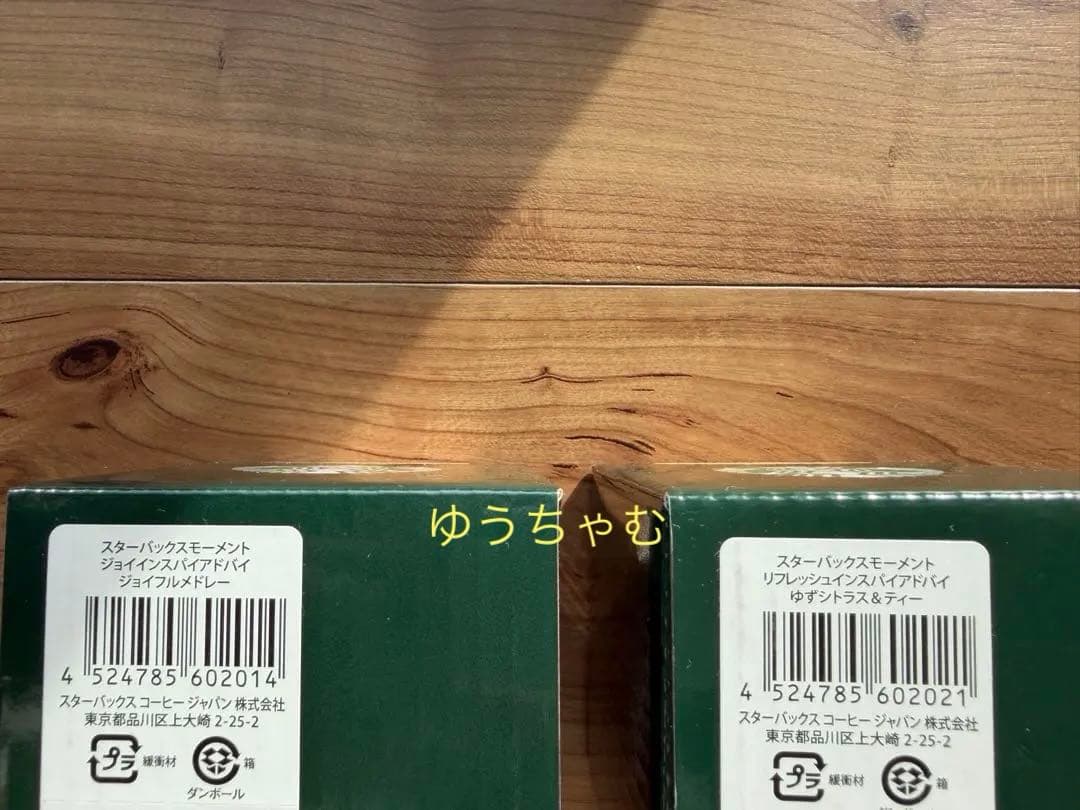 ゆうちゃむ
スターバックスモーメント
ジョイインスパイアドバイ
ジョイフルメドレー
4 524785 602014
スターバックス コーヒー ジャパン 株式会社
東京都品川区上大崎 2-25-2
プラ 緩衝材
箱
ダンボール
スターバックスモーメント
リフレッシュインスパイアドバイ
ゆずシトラス&ティー
4 524785 602021
スターバックス コーヒー ジャパン 株式会社
東京都品川区上大崎 2-25-2
プラ 緩衝材
箱